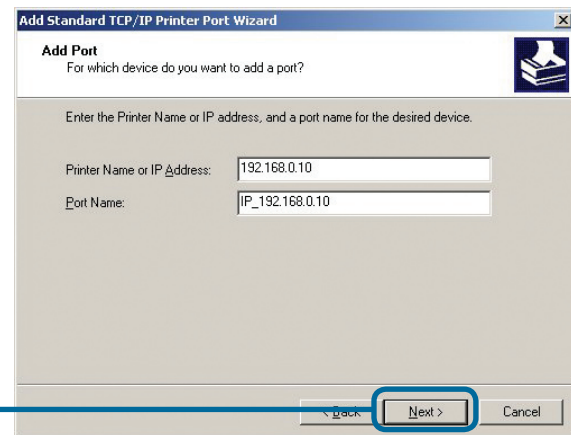 Add Standard TCP/IP Printer Port Wizard
Add Port
For which device do you want to add a port?
Enter the Printer Name or IP address, and a port name for the desired device.
Printer Name or IP Address: 192.168.0.10
Port Name: IP_192.168.0.10
< Back Next > Cancel